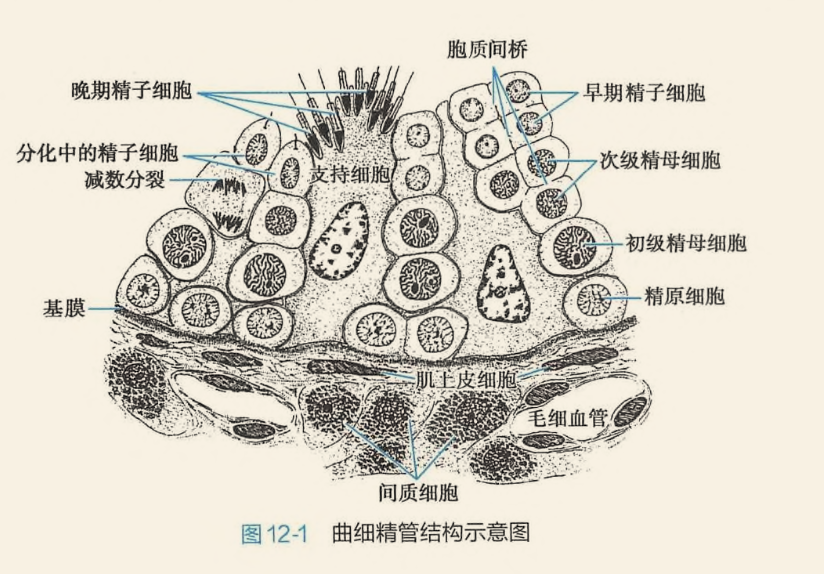 胞质间桥
晚期精子细胞
早期精子细胞
分化中的精子细胞
次级精母细胞
减数分裂
支持细胞
初级精母细胞
精原细胞
基膜
肌上皮细胞
毛细血管
间质细胞
图12-1 曲细精管结构示意图